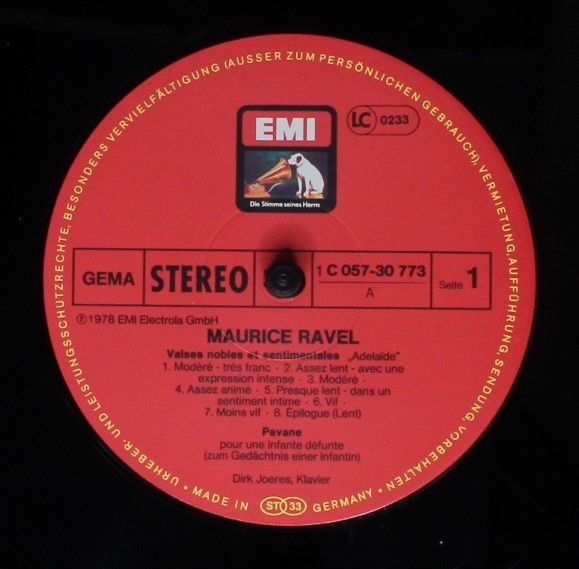 URHEBER- UND LEISTUNGSSCHUTZRECHTE, BESONDERS VERVIELFÄLTIGUNG (AUSSER ZUM PERSÖNLICHEN GEBRAUCH), VERMIETUNG, AUFFÜHRUNG, SENDUNG, VORBEHALTEN •
EMI
Die Stimme seines Herrn
LC 0233
GEMA
STEREO
1 C 057-30 773
A
Seite 1
℗ 1978 EMI Electrola GmbH
MAURICE RAVEL
Valses nobles et sentimentales „Adelaide"
1. Modéré - très franc · 2. Assez lent - avec une
expression intense · 3. Modéré ·
4. Assez anime · 5. Presque lent - dans un
sentiment intime · 6. Vif ·
7. Moins vif · 8. Epilogue (Lent)
Pavane
pour une infante défunte
(zum Gedächtnis einer Infantin)
Dirk Joeres, Klavier
• MADE IN ST 33 GERMANY •